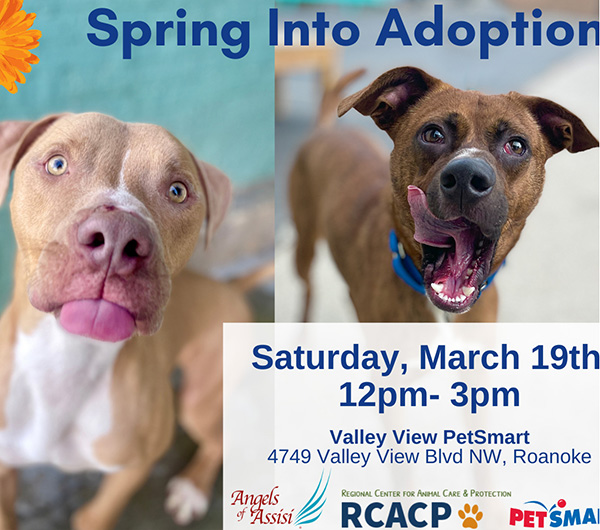 Spring Into Adoption
Saturday, March 19th
12pm- 3pm
Valley View PetSmart
4749 Valley View Blvd NW, Roanoke
Angels of Assisi
REGIONAL CENTER FOR ANIMAL CARE & PROTECTION
RCACP
PETSMA